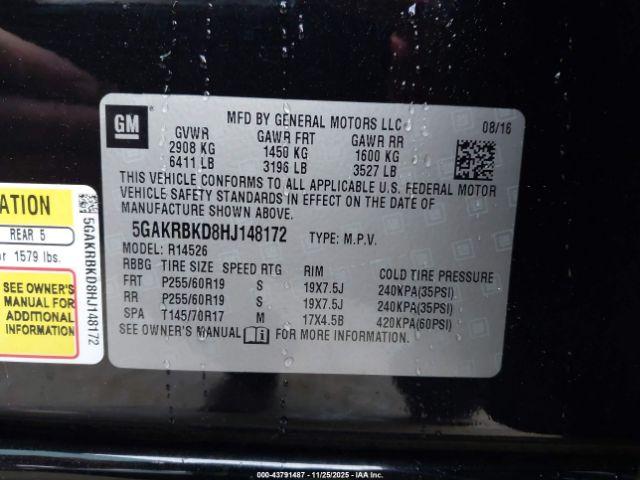 GM
MFD BY GENERAL MOTORS LLC
08/16
GVWR GAWR FRT GAWR RR
2908 KG 1450 KG 1600 KG
6411 LB 3196 LB 3527 LB
THIS VEHICLE CONFORMS TO ALL APPLICABLE U.S. FEDERAL MOTOR
VEHICLE SAFETY STANDARDS IN EFFECT ON THE DATE OF
MANUFACTURE SHOWN ABOVE.
5GAKRBKD8HJ148172 TYPE: M.P.V.
MODEL: R14526
RBBG TIRE SIZE SPEED RTG RIM COLD TIRE PRESSURE
FRT P255/60R19 S 19X7.5J 240KPA(35PSI)
RR P255/60R19 S 19X7.5J 240KPA(35PSI)
SPA T145/70R17 M 17X4.5B 420KPA(60PSI)
SEE OWNER'S MANUAL FOR MORE INFORMATION.
ATION
REAR 5
r 1579 lbs.
SEE OWNER'S
MANUAL FOR
ADDITIONAL
INFORMATION
5GAKRBKD8HJ148172
000-43791487 - 11/25/2025 - Copart Auctions